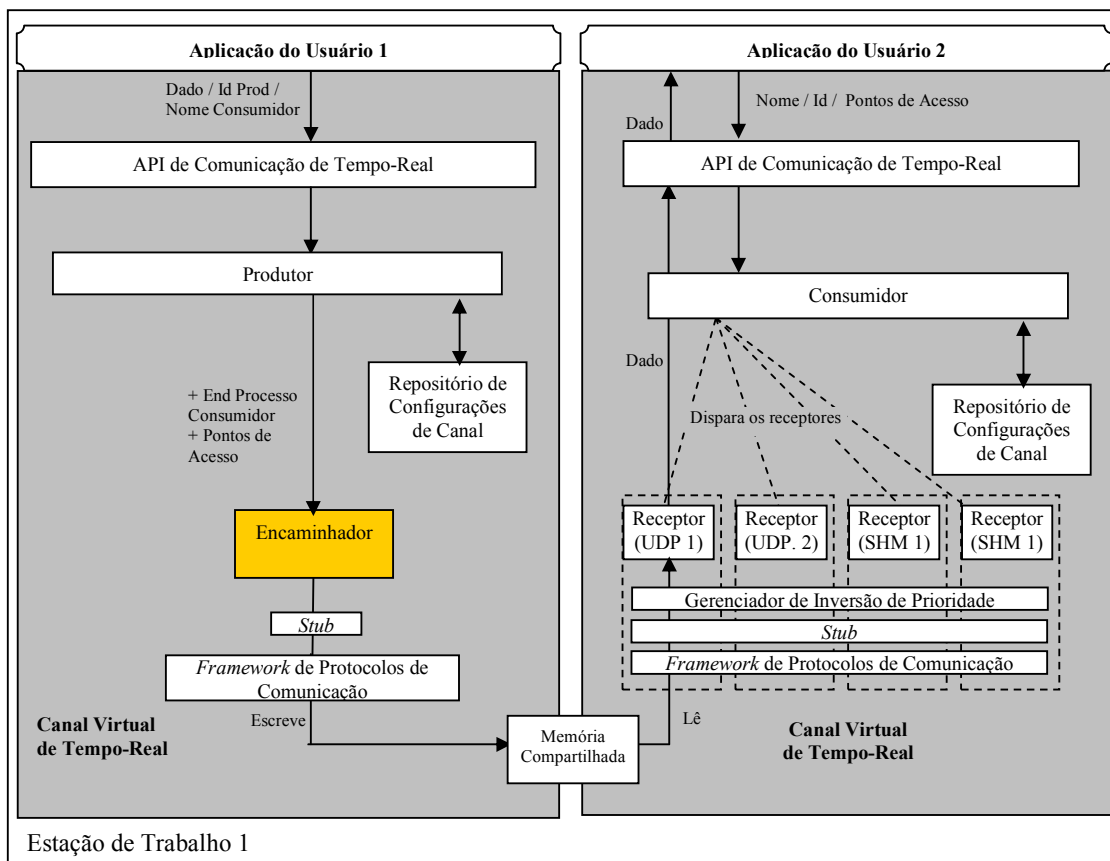 Aplicação do Usuário 1
Dado / Id Prod /
Nome Consumidor
API de Comunicação de Tempo-Real
Produtor
Repositório de
Configurações
de Canal
+ End Processo
Consumidor
+ Pontos de
Acesso
Encaminhador
Stub
Framework de Protocolos de
Comunicação
Escreve
Canal Virtual
de Tempo-Real
Memória
Compartilhada
Aplicação do Usuário 2
Nome / Id / Pontos de Acesso
Dado
API de Comunicação de Tempo-Real
Consumidor
Dado
Repositório de
Configurações
de Canal
Dispara os receptores
Receptor
(UDP 1)
Receptor
(UDP. 2)
Receptor
(SHM 1)
Receptor
(SHM 1)
Gerenciador de Inversão de Prioridade
Stub
Framework de Protocolos de Comunicação
Lê
Canal Virtual
de Tempo-Real
Estação de Trabalho 1